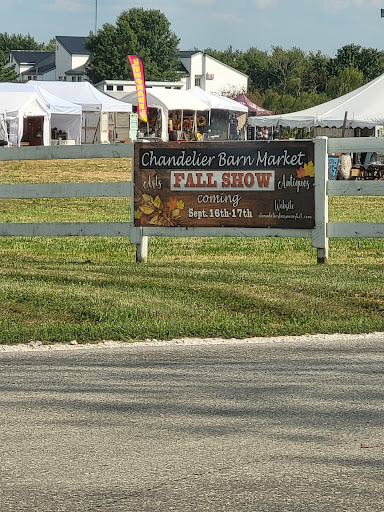 Chandelier Barn Market
Arts FALL SHOW Antiques
coming
Sept. 16th-17th
Website